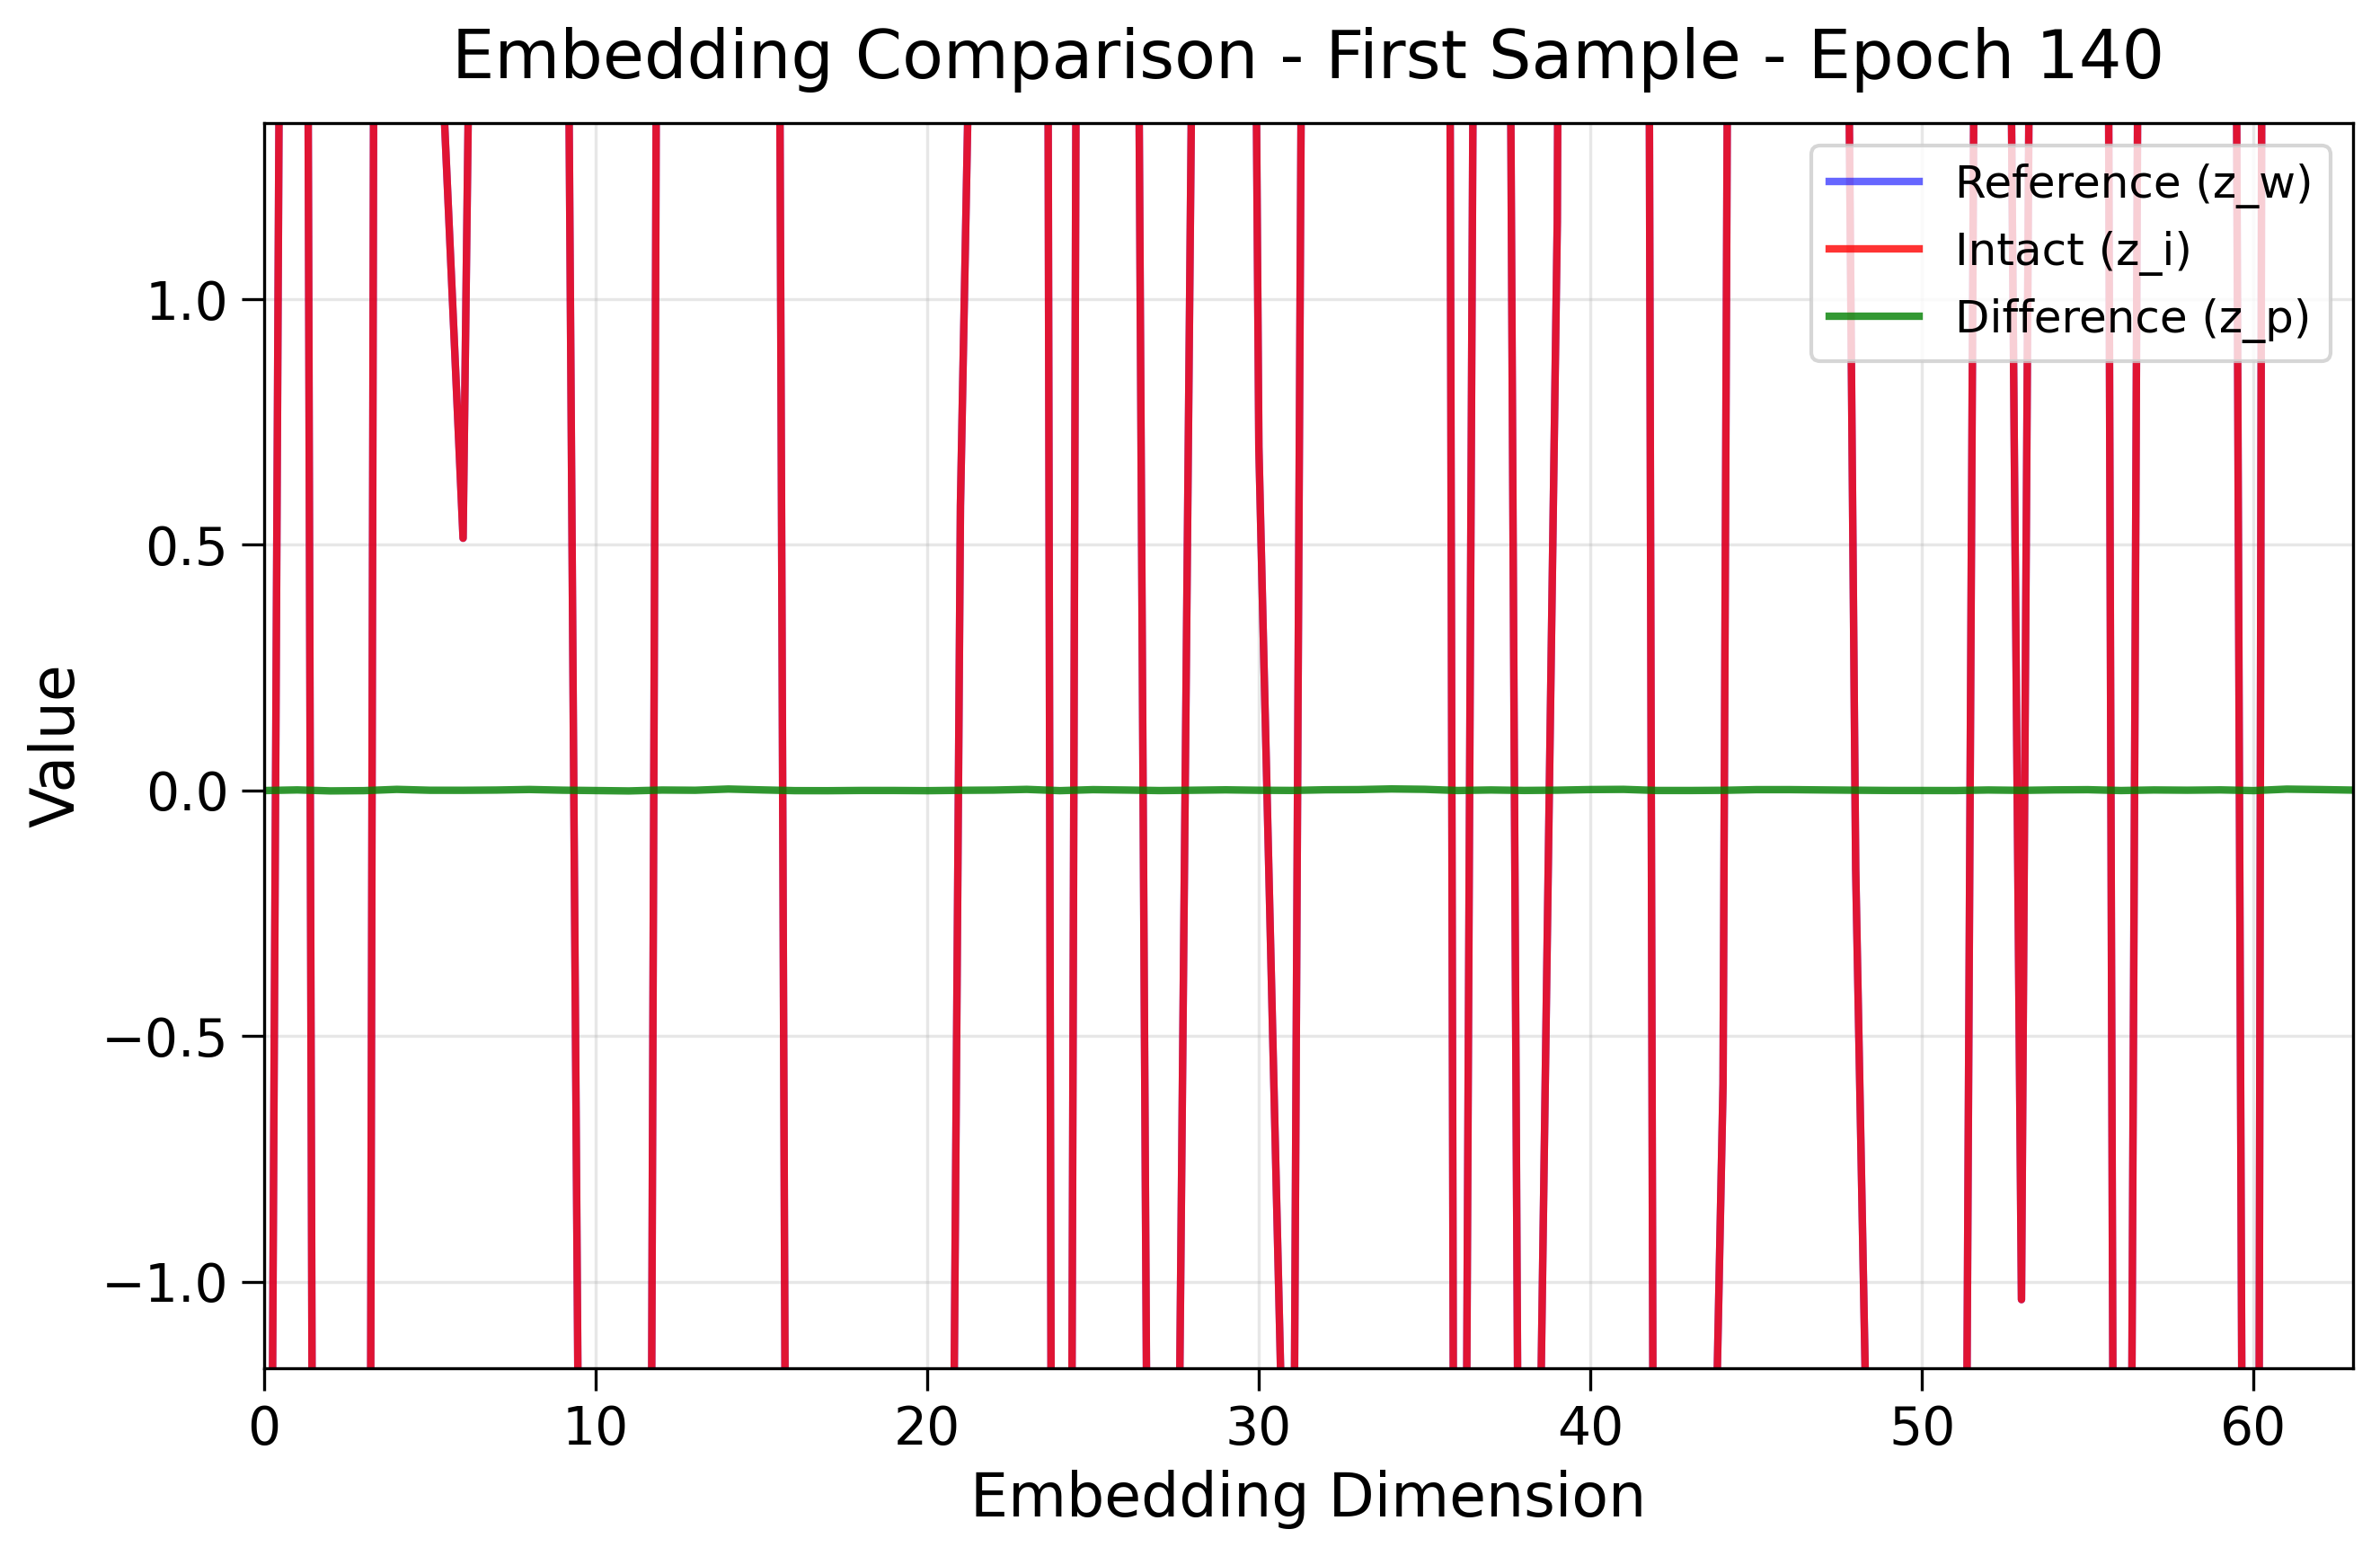 Embedding Comparison - First Sample - Epoch 140
Reference (z_w)
Intact (z_i)
Difference (z_p)
1.0
0.5
0.0
−0.5
−1.0
Value
0 10 20 30 40 50 60
Embedding Dimension